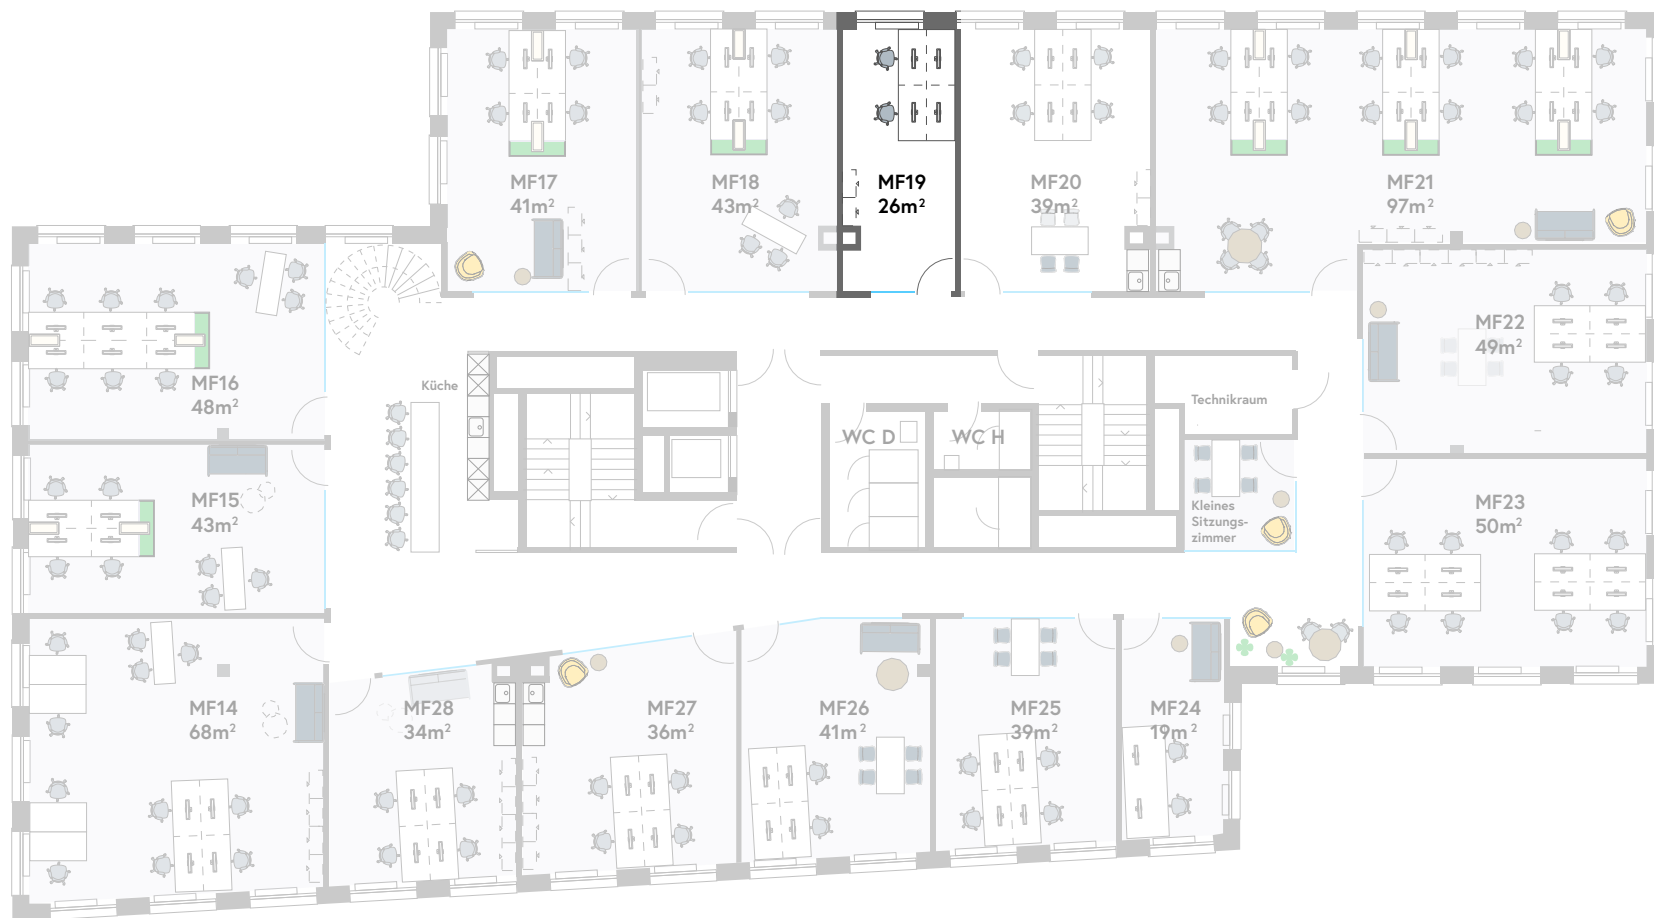 MF17
41m²
MF18
43m²
MF19
26m²
MF20
39m²
MF21
97m²
MF22
49m²
MF16
48m²
Küche
Technikraum
WC D
WC H
MF15
43m²
Kleines
Sitzungs-
zimmer
MF23
50m²
MF14
68m²
MF28
34m²
MF27
36m²
MF26
41m²
MF25
39m²
MF24
19m²